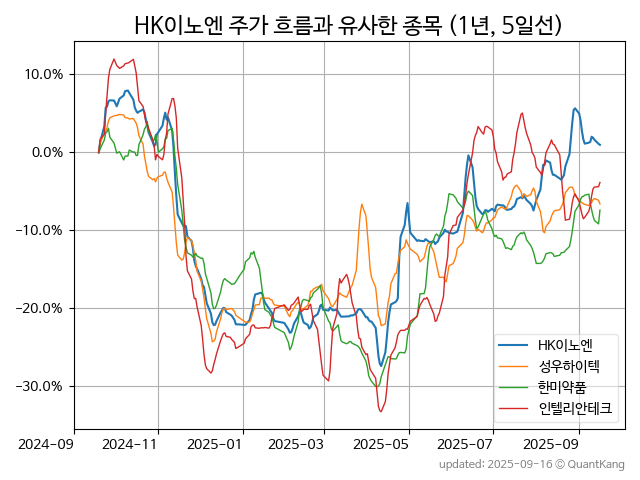 HK이노엔 주가 흐름과 유사한 종목 (1년, 5일선)
10.0%
0.0%
−10.0%
−20.0%
−30.0%
HK이노엔
성우하이텍
한미약품
인텔리안테크
2024-09
2024-11
2025-01
2025-03
2025-05
2025-07
2025-09
updated: 2025-09-16 © QuantKang